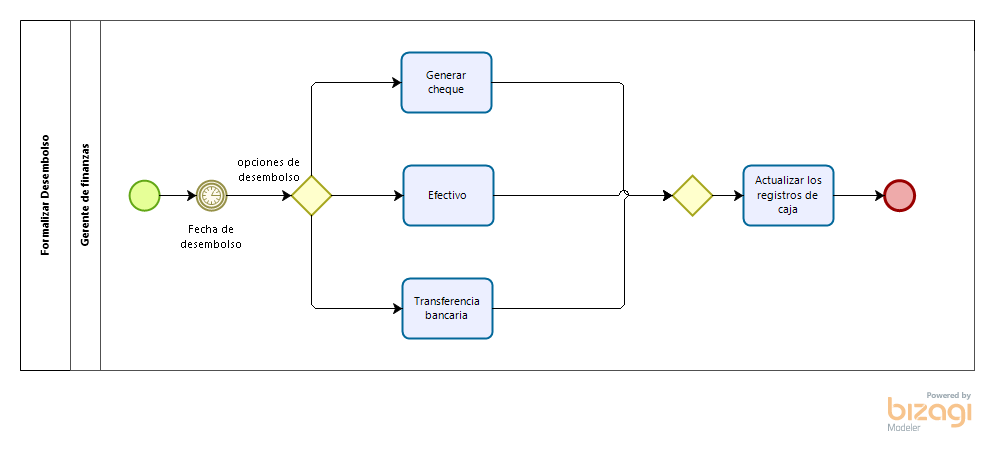 Formalizar Desembolso
Gerente de finanzas
Fecha de
desembolso
opciones de
desembolso
Generar
cheque
Efectivo
Transferencia
bancaria
Actualizar los
registros de
caja
Powered by
bizagi
Modeler